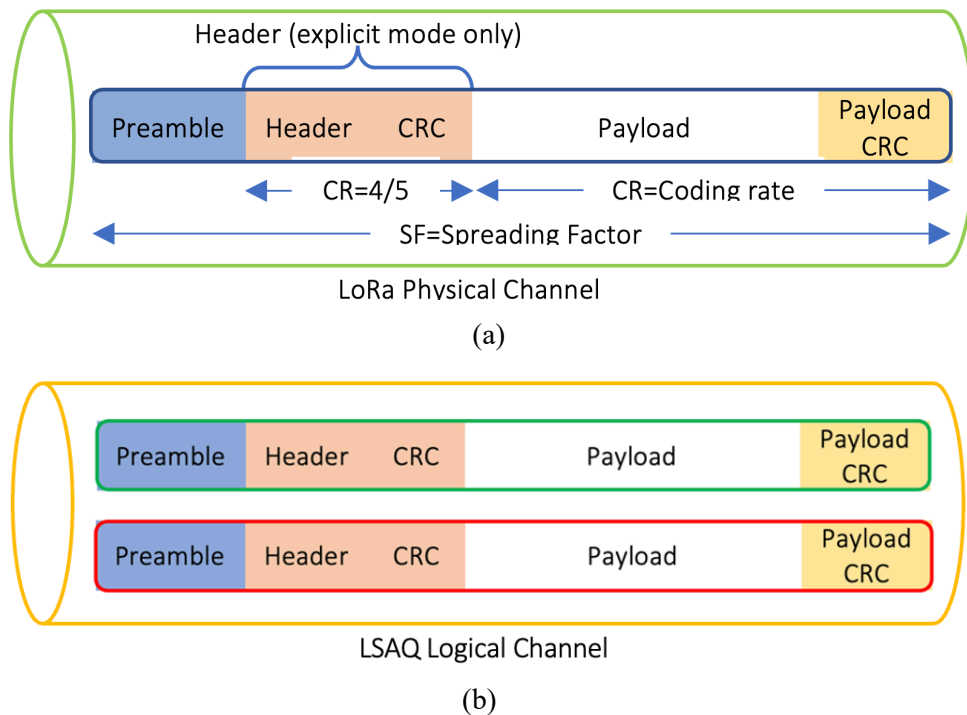 Header (explicit mode only)
Preamble Header CRC Payload Payload CRC
CR=4/5 CR=Coding rate
SF=Spreading Factor
LoRa Physical Channel
(a)
Preamble Header CRC Payload Payload CRC
Preamble Header CRC Payload Payload CRC
LSAQ Logical Channel
(b)